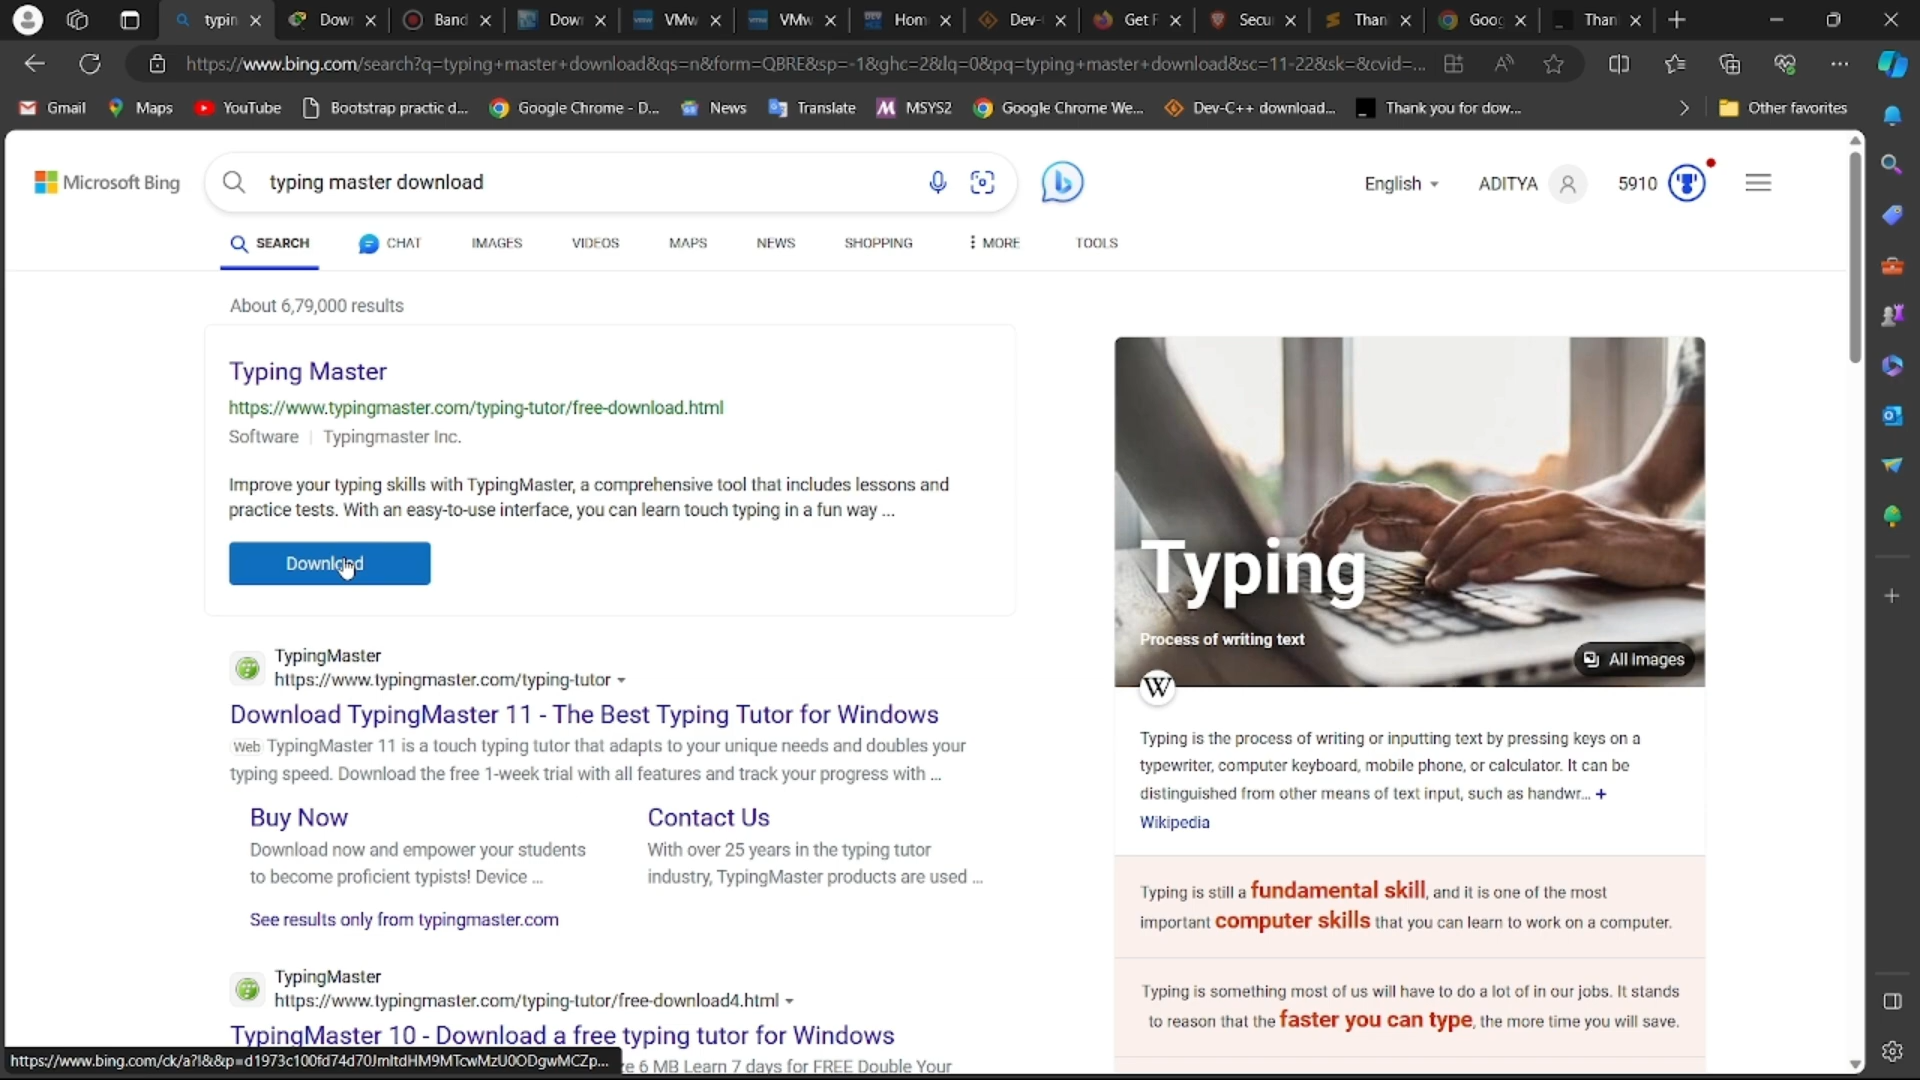 typin
Down
Band
Down
VMw
VMw
Hom
Dev-
Get F
Secu
Than
Goog
Than
https://www.bing.com/search?q=typing+master+download&qs=n&form=QBRE&sp=-1&ghc=2&lq=0&pq=typing+master+download&sc=11-22&sk=&cvid=...
Gmail
Maps
YouTube
Bootstrap practic d...
Google Chrome - D...
News
Translate
MSYS2
Google Chrome We...
Dev-C++ download...
Thank you for dow...
Other favorites
Microsoft Bing
typing master download
English
ADITYA
5910
SEARCH
CHAT
IMAGES
VIDEOS
MAPS
NEWS
SHOPPING
MORE
TOOLS
About 6,79,000 results
Typing Master
https://www.typingmaster.com/typing-tutor/free-download.html
Software | Typingmaster Inc.
Improve your typing skills with TypingMaster, a comprehensive tool that includes lessons and
practice tests. With an easy-to-use interface, you can learn touch typing in a fun way ...
Download
TypingMaster
https://www.typingmaster.com/typing-tutor
Download TypingMaster 11 - The Best Typing Tutor for Windows
Web TypingMaster 11 is a touch typing tutor that adapts to your unique needs and doubles your
typing speed. Download the free 1-week trial with all features and track your progress with ...
Buy Now
Download now and empower your students
to become proficient typists! Device ...
Contact Us
With over 25 years in the typing tutor
industry, TypingMaster products are used ...
See results only from typingmaster.com
TypingMaster
https://www.typingmaster.com/typing-tutor/free-download4.html
TypingMaster 10 - Download a free typing tutor for Windows
ze 6 MB Learn 7 days for FREE Double Your
Typing
Process of writing text
All images
W
Typing is the process of writing or inputting text by pressing keys on a
typewriter, computer keyboard, mobile phone, or calculator. It can be
distinguished from other means of text input, such as handwr... +
Wikipedia
Typing is still a fundamental skill, and it is one of the most
important computer skills that you can learn to work on a computer.
Typing is something most of us will have to do a lot of in our jobs. It stands
to reason that the faster you can type, the more time you will save.